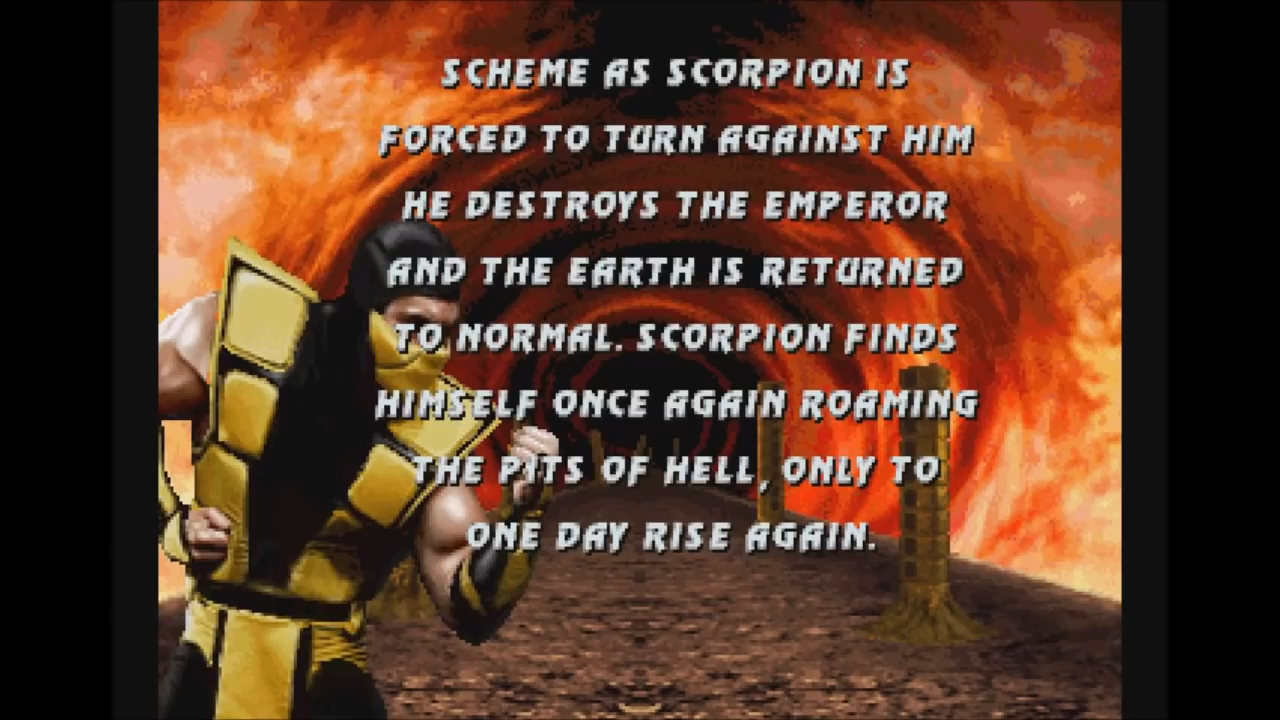 SCHEME AS SCORPION IS
FORCED TO TURN AGAINST HIM
HE DESTROYS THE EMPEROR
AND THE EARTH IS RETURNED
TO NORMAL. SCORPION FINDS
HIMSELF ONCE AGAIN ROAMING
THE PITS OF HELL, ONLY TO
ONE DAY RISE AGAIN.